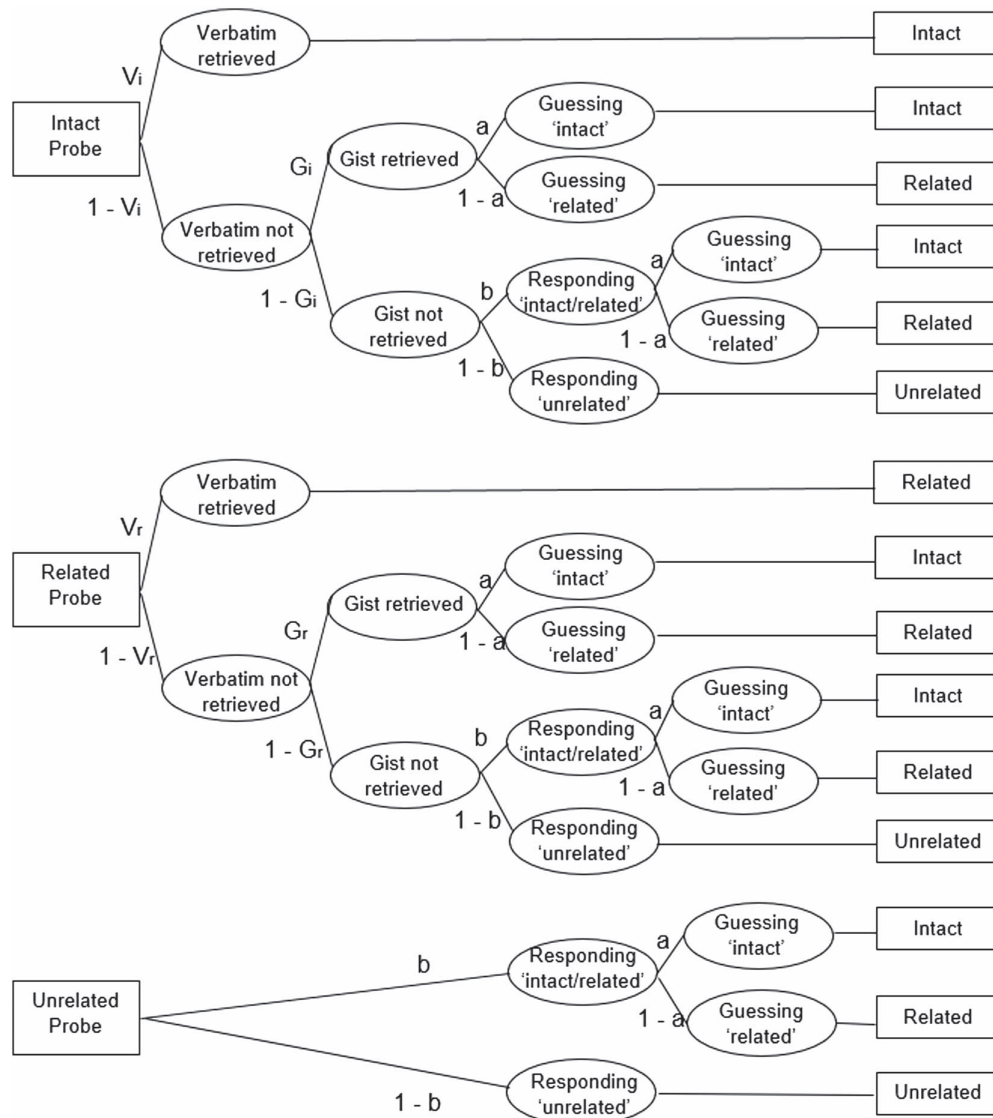 Verbatim
retrieved
Intact
Vi
Intact
Probe
1 - Vi
Verbatim not
retrieved
Gi
Gist retrieved
a
Guessing
'intact'
Intact
1 - a
Guessing
'related'
Related
1 - Gi
Gist not
retrieved
b
Responding
'intact/related'
a
Guessing
'intact'
Intact
1 - a
Guessing
'related'
Related
1 - b
Responding
'unrelated'
Unrelated
Verbatim
retrieved
Related
Vr
Related
Probe
1 - Vr
Verbatim not
retrieved
Gr
Gist retrieved
a
Guessing
'intact'
Intact
1 - a
Guessing
'related'
Related
1 - Gr
Gist not
retrieved
b
Responding
'intact/related'
a
Guessing
'intact'
Intact
1 - a
Guessing
'related'
Related
1 - b
Responding
'unrelated'
Unrelated
Unrelated
Probe
b
Responding
'intact/related'
a
Guessing
'intact'
Intact
1 - a
Guessing
'related'
Related
1 - b
Responding
'unrelated'
Unrelated